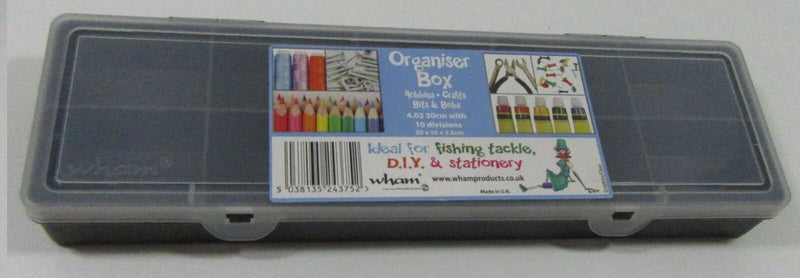 Organiser
Box
Hobbies • Crafts
Bits & Bobs
4.03 30cm with
10 divisions
30 x 10 x 3.5cm
Ideal for fishing tackle,
D.I.Y. & stationery
wham
www.whamproducts.co.uk
Made in U.K.
5 038135 243752 >
wham